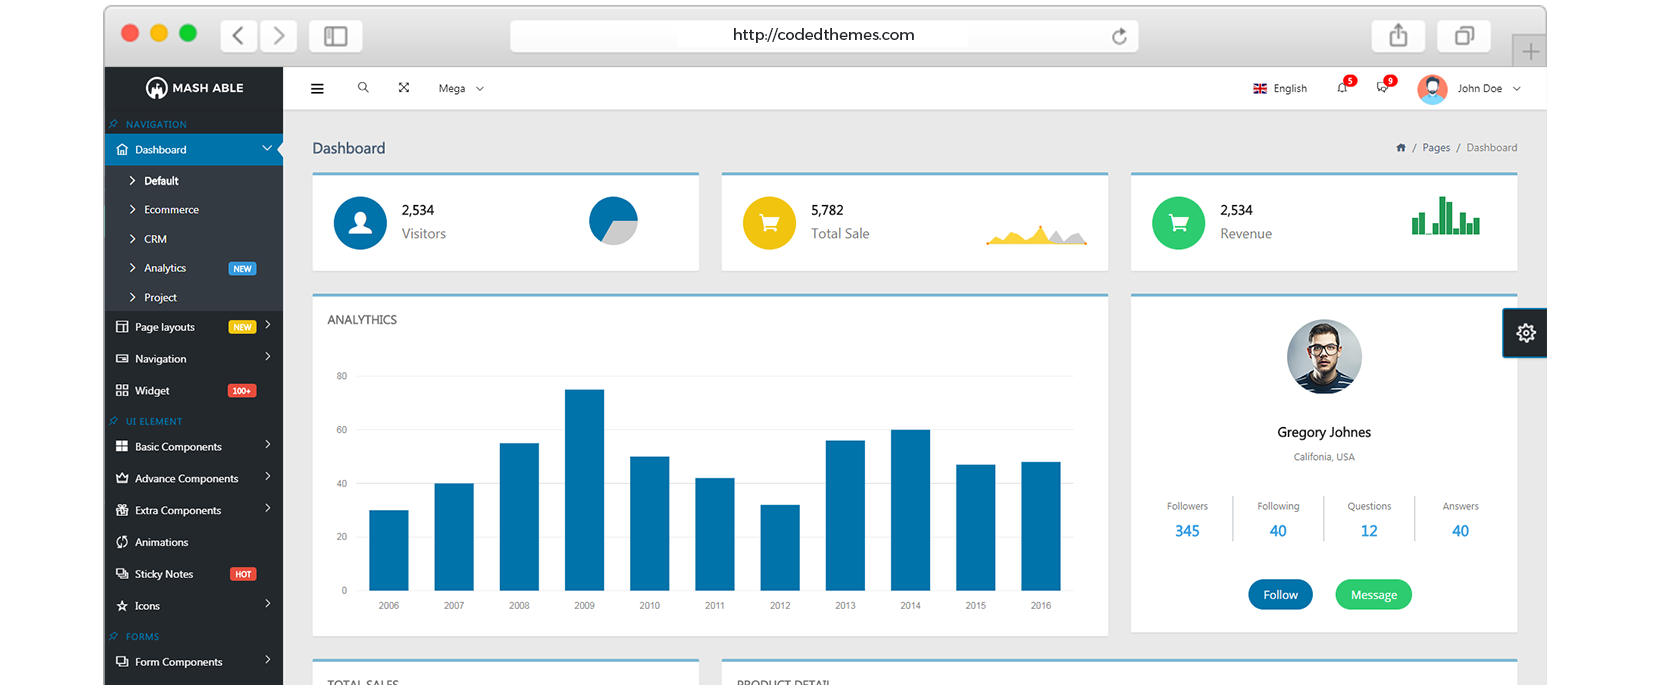 http://codedthemes.com
MASH ABLE
Mega
English
5
9
John Doe
NAVIGATION
Dashboard
Default
Ecommerce
CRM
Analytics NEW
Project
Page layouts NEW
Navigation
Widget 100+
UI ELEMENT
Basic Components
Advance Components
Extra Components
Animations
Sticky Notes HOT
Icons
FORMS
Form Components
Dashboard
/ Pages / Dashboard
2,534
Visitors
5,782
Total Sale
2,534
Revenue
ANALYTHICS
80
60
40
20
0
2006 2007 2008 2009 2010 2011 2012 2013 2014 2015 2016
Gregory Johnes
Califonia, USA
Followers Following Questions Answers
345 40 12 40
Follow Message
TOTAL SALES
PRODUCT DETAIL